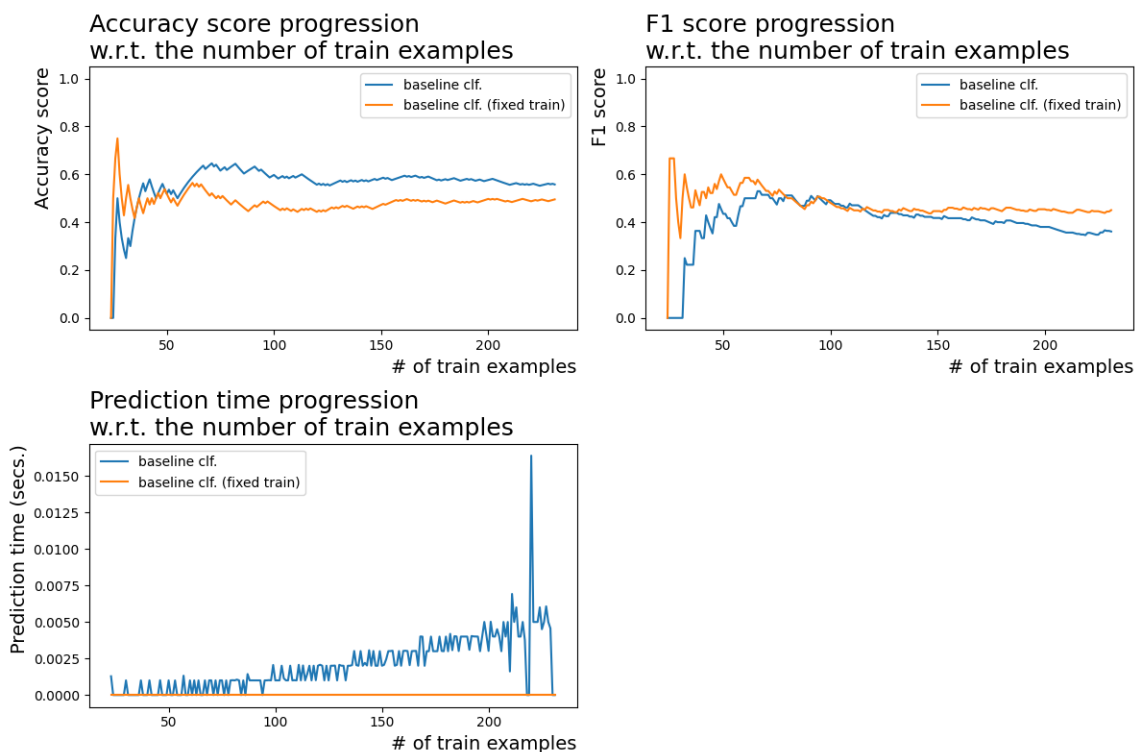 Accuracy score progression
w.r.t. the number of train examples
Accuracy score
1.0
0.8
0.6
0.4
0.2
0.0
baseline clf.
baseline clf. (fixed train)
50
100
150
200
# of train examples
F1 score progression
w.r.t. the number of train examples
F1 score
1.0
0.8
0.6
0.4
0.2
0.0
baseline clf.
baseline clf. (fixed train)
50
100
150
200
# of train examples
Prediction time progression
w.r.t. the number of train examples
Prediction time (secs.)
0.0150
0.0125
0.0100
0.0075
0.0050
0.0025
0.0000
baseline clf.
baseline clf. (fixed train)
50
100
150
200
# of train examples